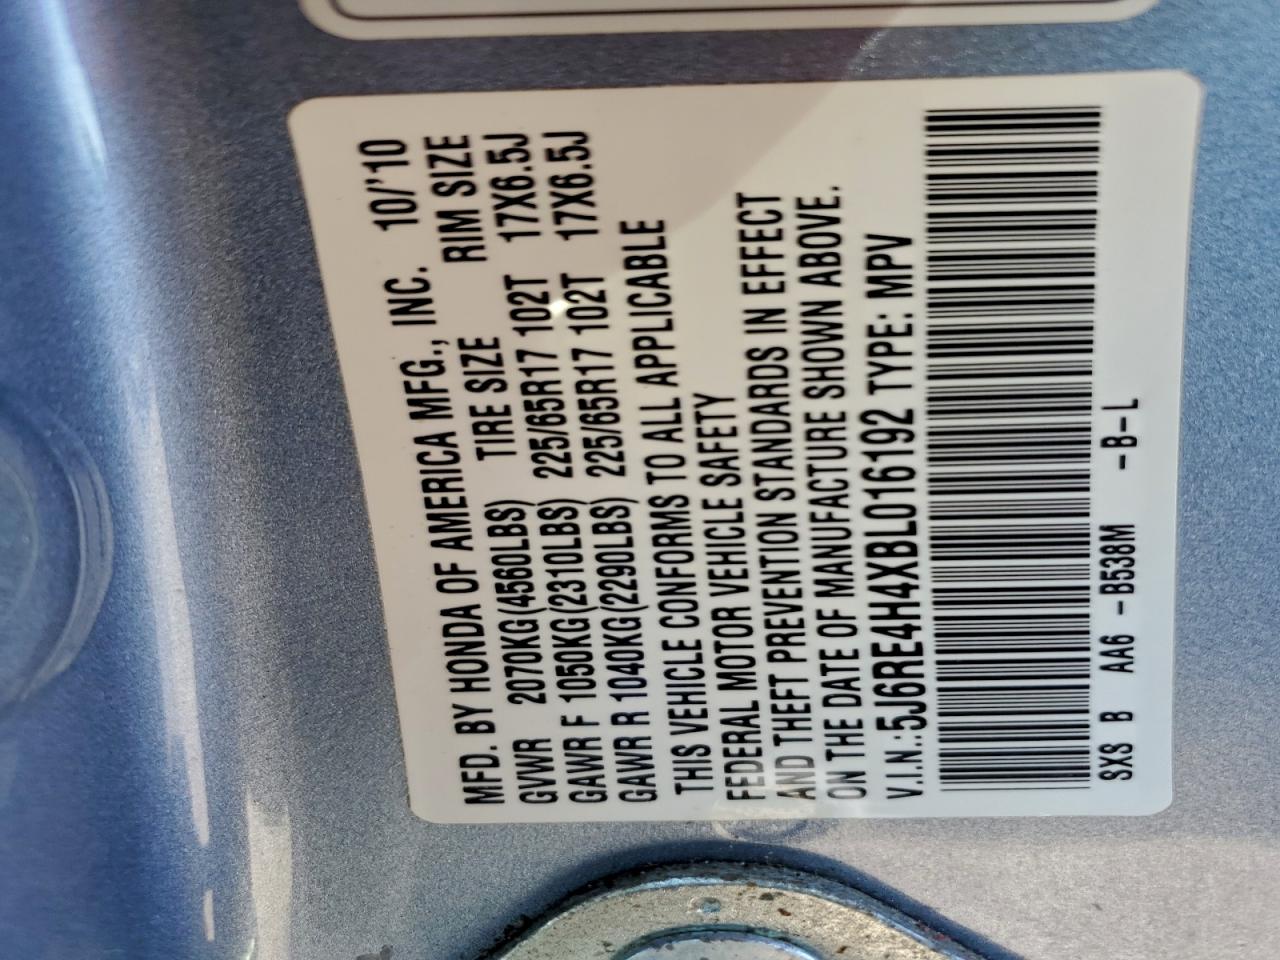 MFD. BY HONDA OF AMERICA MFG., INC. 10/'10
GVWR 2070KG(4560LBS) TIRE SIZE RIM SIZE
GAWR F 1050KG(2310LBS) 225/65R17 102T 17X6.5J
GAWR R 1040KG(2290LBS) 225/65R17 102T 17X6.5J
THIS VEHICLE CONFORMS TO ALL APPLICABLE
FEDERAL MOTOR VEHICLE SAFETY
AND THEFT PREVENTION STANDARDS IN EFFECT
ON THE DATE OF MANUFACTURE SHOWN ABOVE.
V.I.N.:5J6RE4H4XBL016192 TYPE: MPV
SXS B AA6 -B538M -B-L